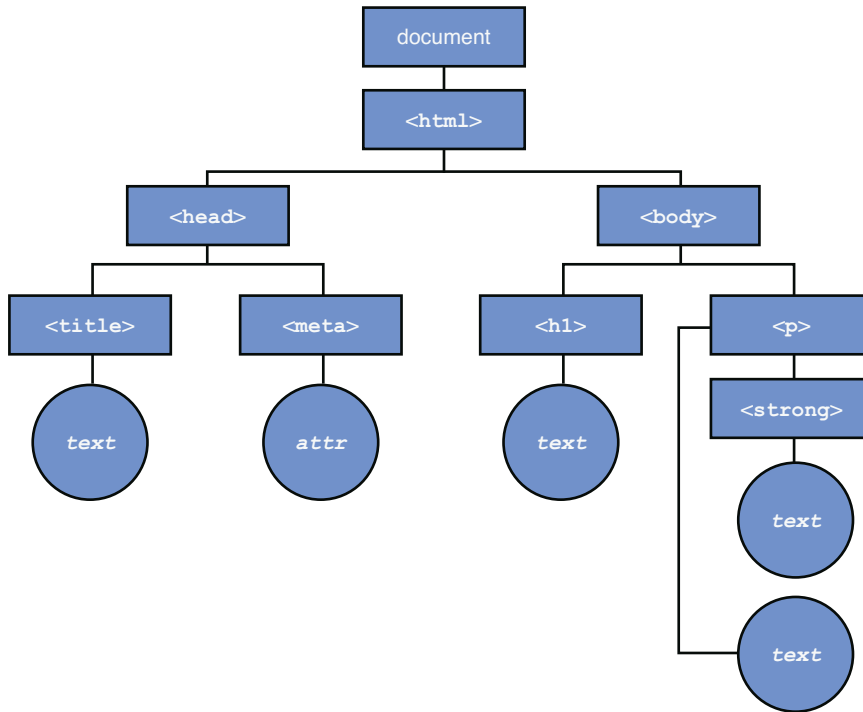 document
<html>
<head>
<body>
<title>
<meta>
<h1>
<p>
<strong>
text
attr
text
text
text